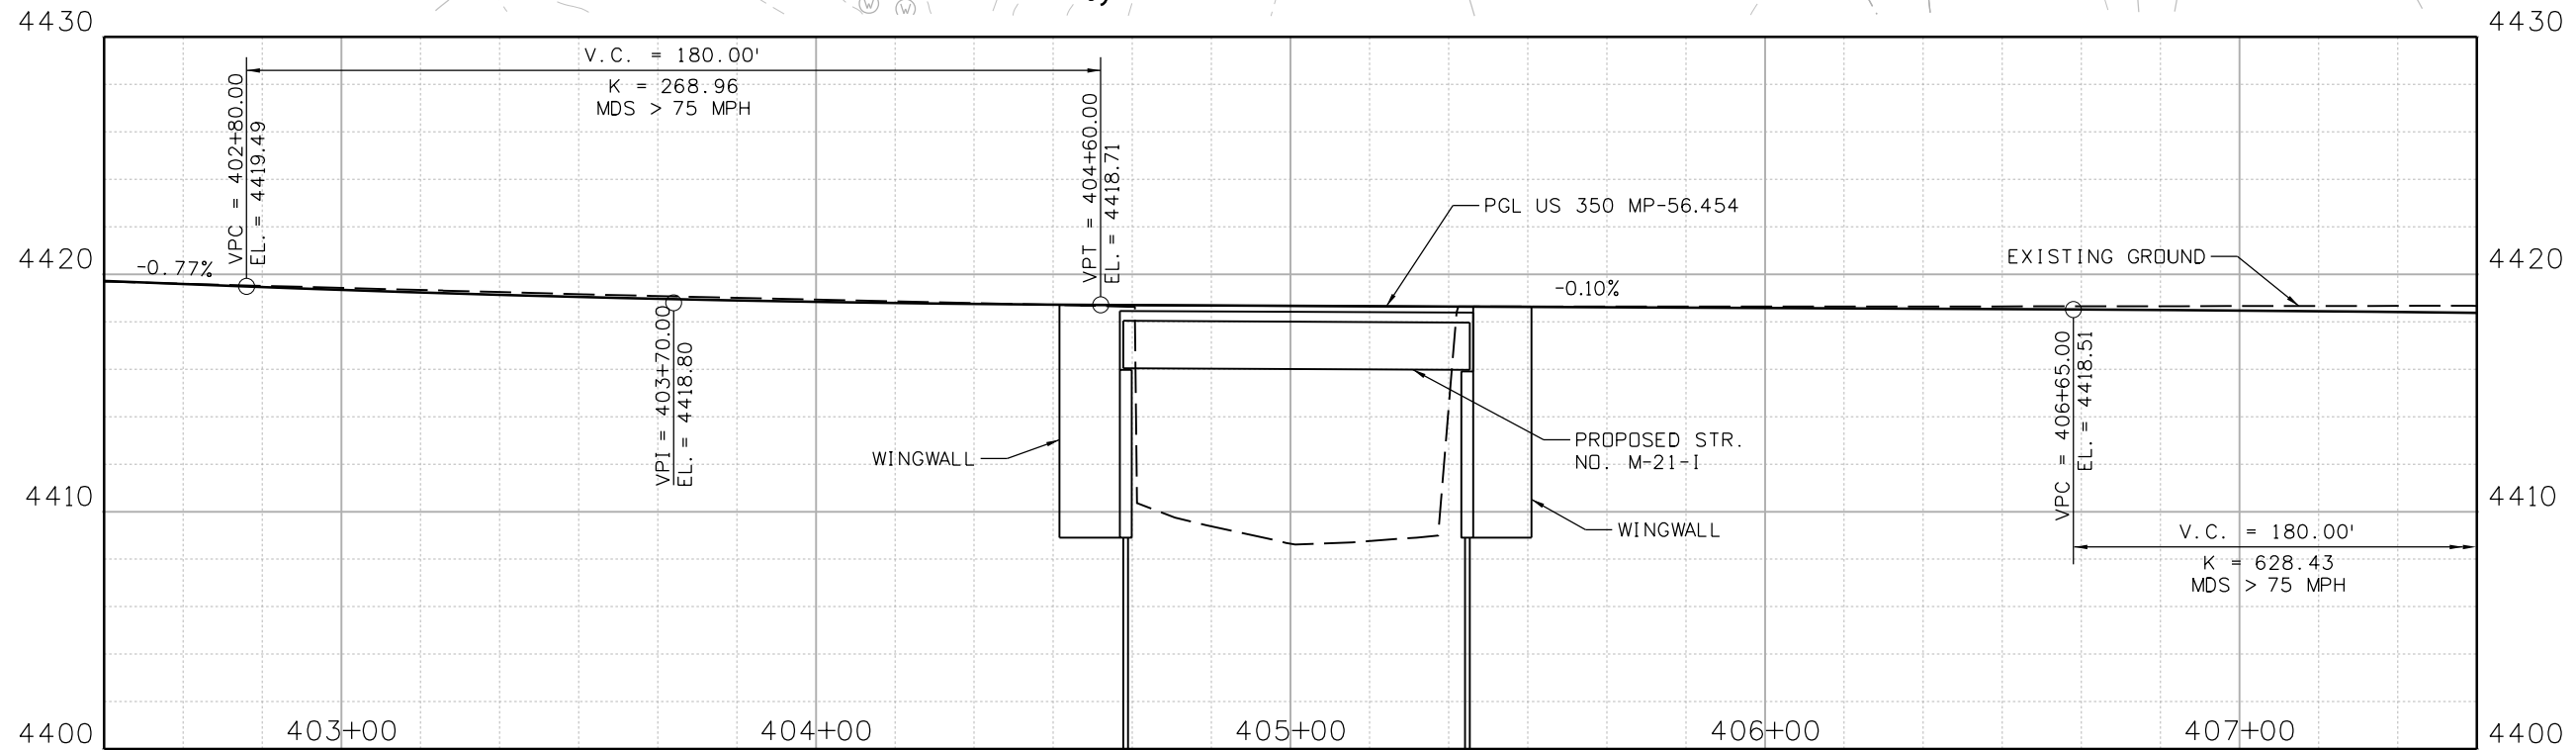 4430
4430
V.C. = 180.00'
K = 268.96
MDS > 75 MPH
VPC = 402+80.00
EL. = 4419.49
VPT = 404+60.00
EL. = 4418.71
PGL US 350 MP-56.454
EXISTING GROUND
4420
4420
-0.77%
-0.10%
VPI = 403+70.00
EL. = 4418.80
VPC = 406+65.00
EL. = 4418.51
WINGWALL
PROPOSED STR.
NO. M-21-I
4410
4410
WINGWALL
V.C. = 180.00'
K = 628.43
MDS > 75 MPH
4400
403+00
404+00
405+00
406+00
407+00
4400
W
W